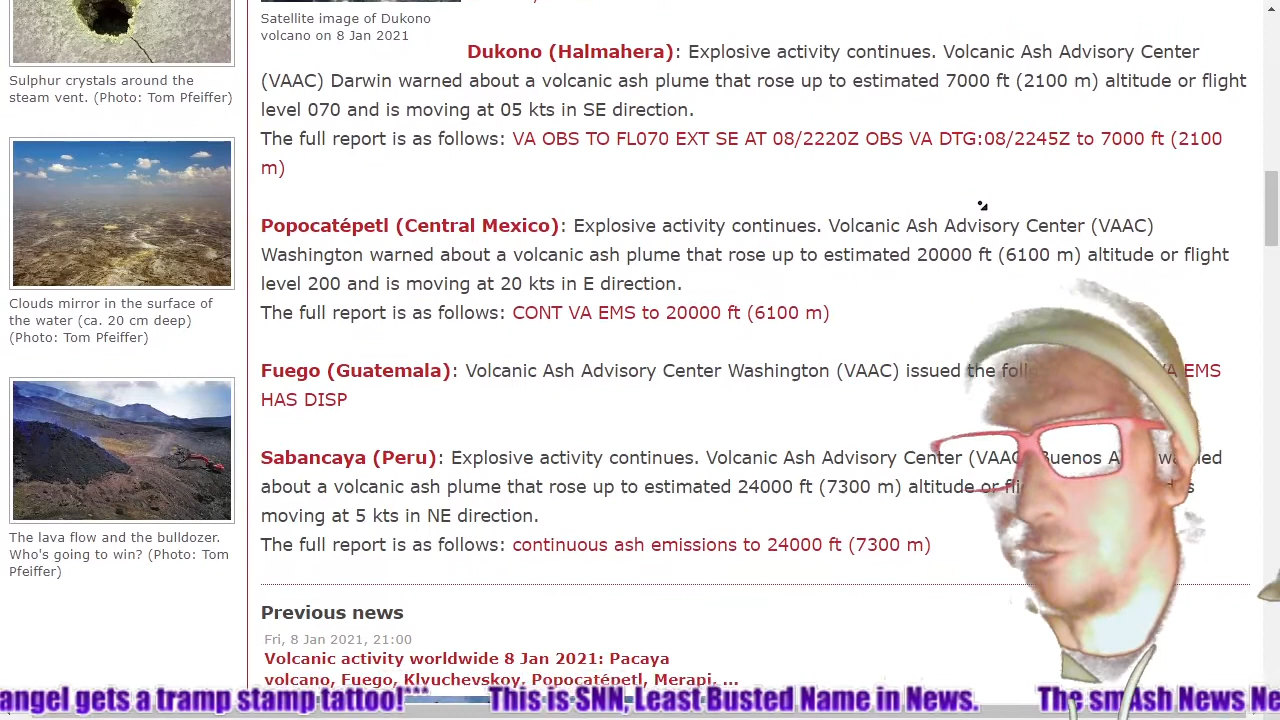 Satellite image of Dukono
volcano on 8 Jan 2021
Sulphur crystals around the
steam vent. (Photo: Tom Pfeiffer)
Clouds mirror in the surface of
the water (ca. 20 cm deep)
(Photo: Tom Pfeiffer)
The lava flow and the bulldozer.
Who's going to win? (Photo: Tom
Pfeiffer)
Dukono (Halmahera): Explosive activity continues. Volcanic Ash Advisory Center
(VAAC) Darwin warned about a volcanic ash plume that rose up to estimated 7000 ft (2100 m) altitude or flight
level 070 and is moving at 05 kts in SE direction.
The full report is as follows: VA OBS TO FL070 EXT SE AT 08/2220Z OBS VA DTG:08/2245Z to 7000 ft (2100
m)
Popocatépetl (Central Mexico): Explosive activity continues. Volcanic Ash Advisory Center (VAAC)
Washington warned about a volcanic ash plume that rose up to estimated 20000 ft (6100 m) altitude or flight
level 200 and is moving at 20 kts in E direction.
The full report is as follows: CONT VA EMS to 20000 ft (6100 m)
Fuego (Guatemala): Volcanic Ash Advisory Center Washington (VAAC) issued the EMS
HAS DISP
Sabancaya (Peru): Explosive activity continues. Volcanic Ash Advisory Center (VAAC) Buenos
about a volcanic ash plume that rose up to estimated 24000 ft (7300 m) altitude or
moving at 5 kts in NE direction.
The full report is as follows: continuous ash emissions to 24000 ft (7300 m)
Previous news
Fri, 8 Jan 2021, 21:00
Volcanic activity worldwide 8 Jan 2021: Pacaya
volcano, Fuego, Klyuchevskoy, Popocatépetl, Merapi, ...
angel gets a tramp stamp tattoo!*** This is SNN, Least Busted Name in News. The smAsh News Ne